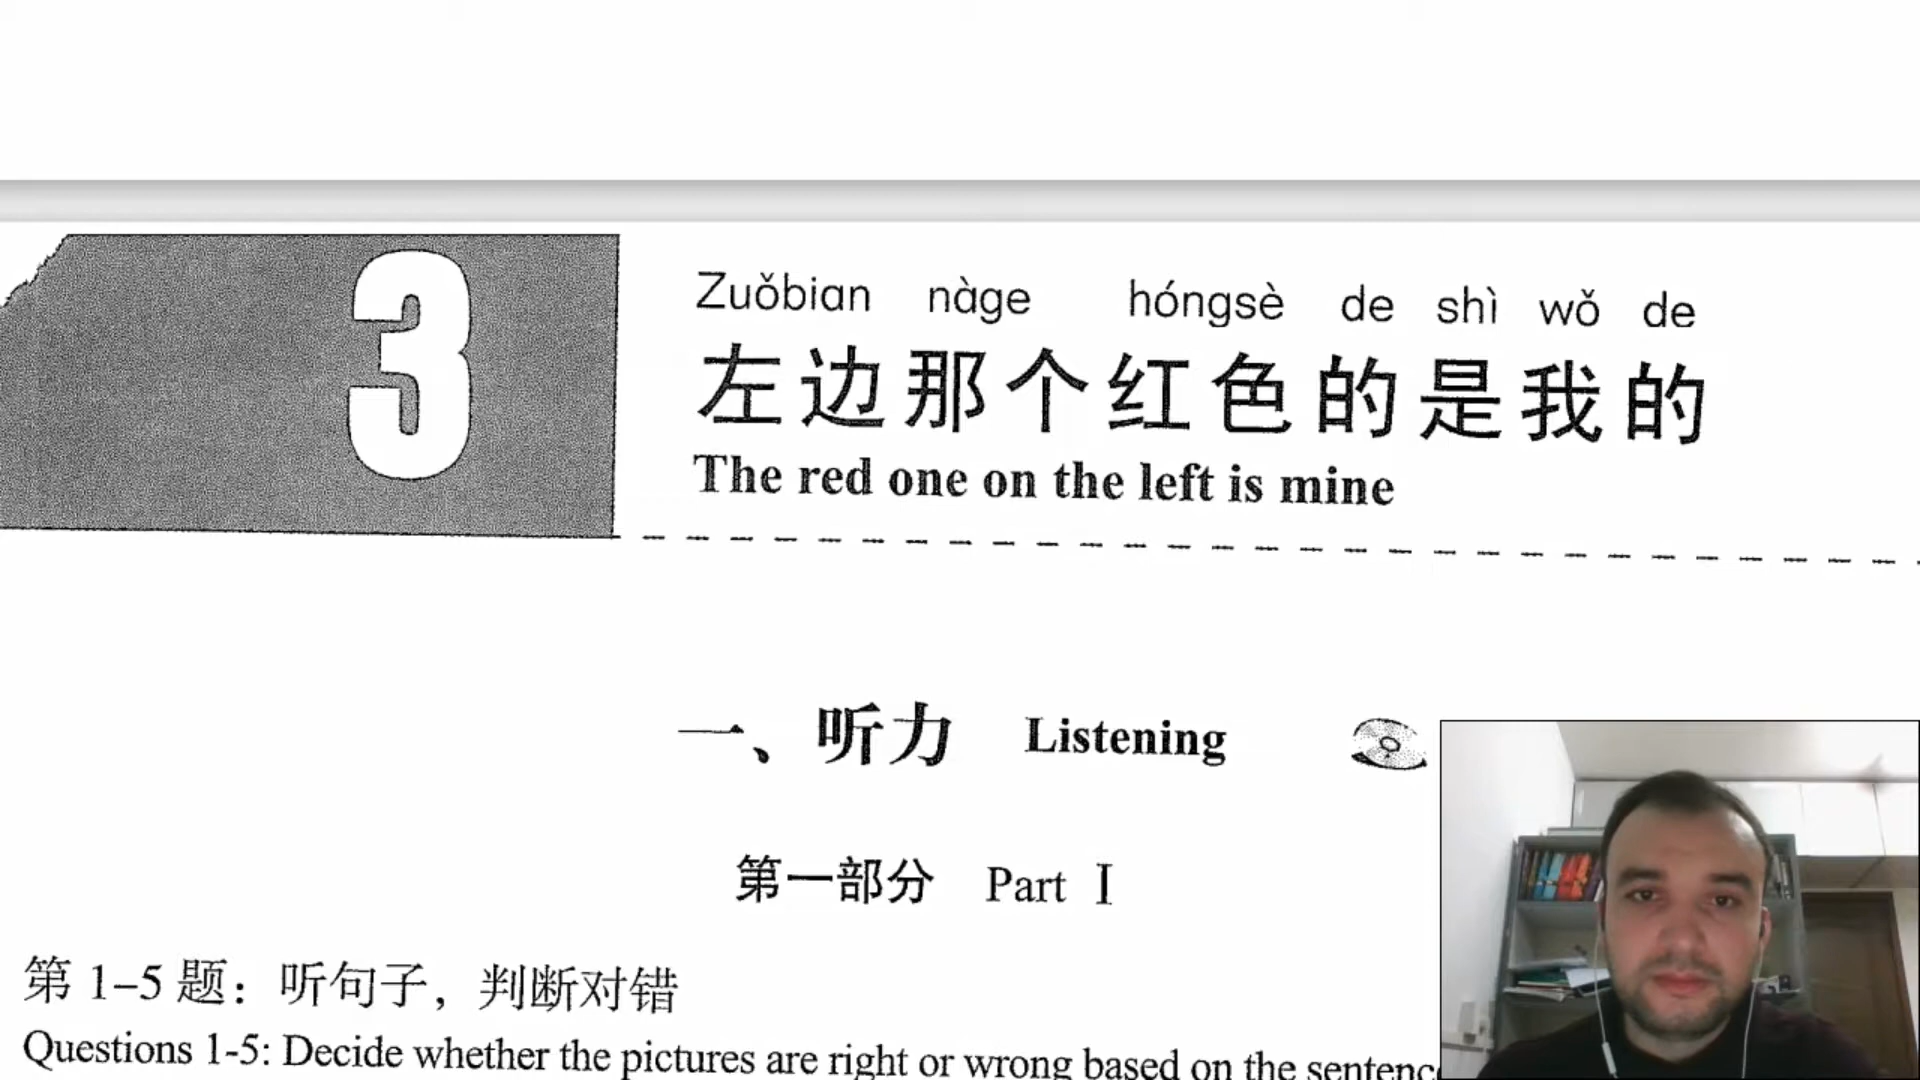 3
Zuǒbian nàge hóngsè de shì wǒ de
左边那个红色的是我的
The red one on the left is mine
一、听力 Listening
第一部分 Part Ⅰ
第 1–5 题：听句子，判断对错
Questions 1-5: Decide whether the pictures are right or wrong based on the